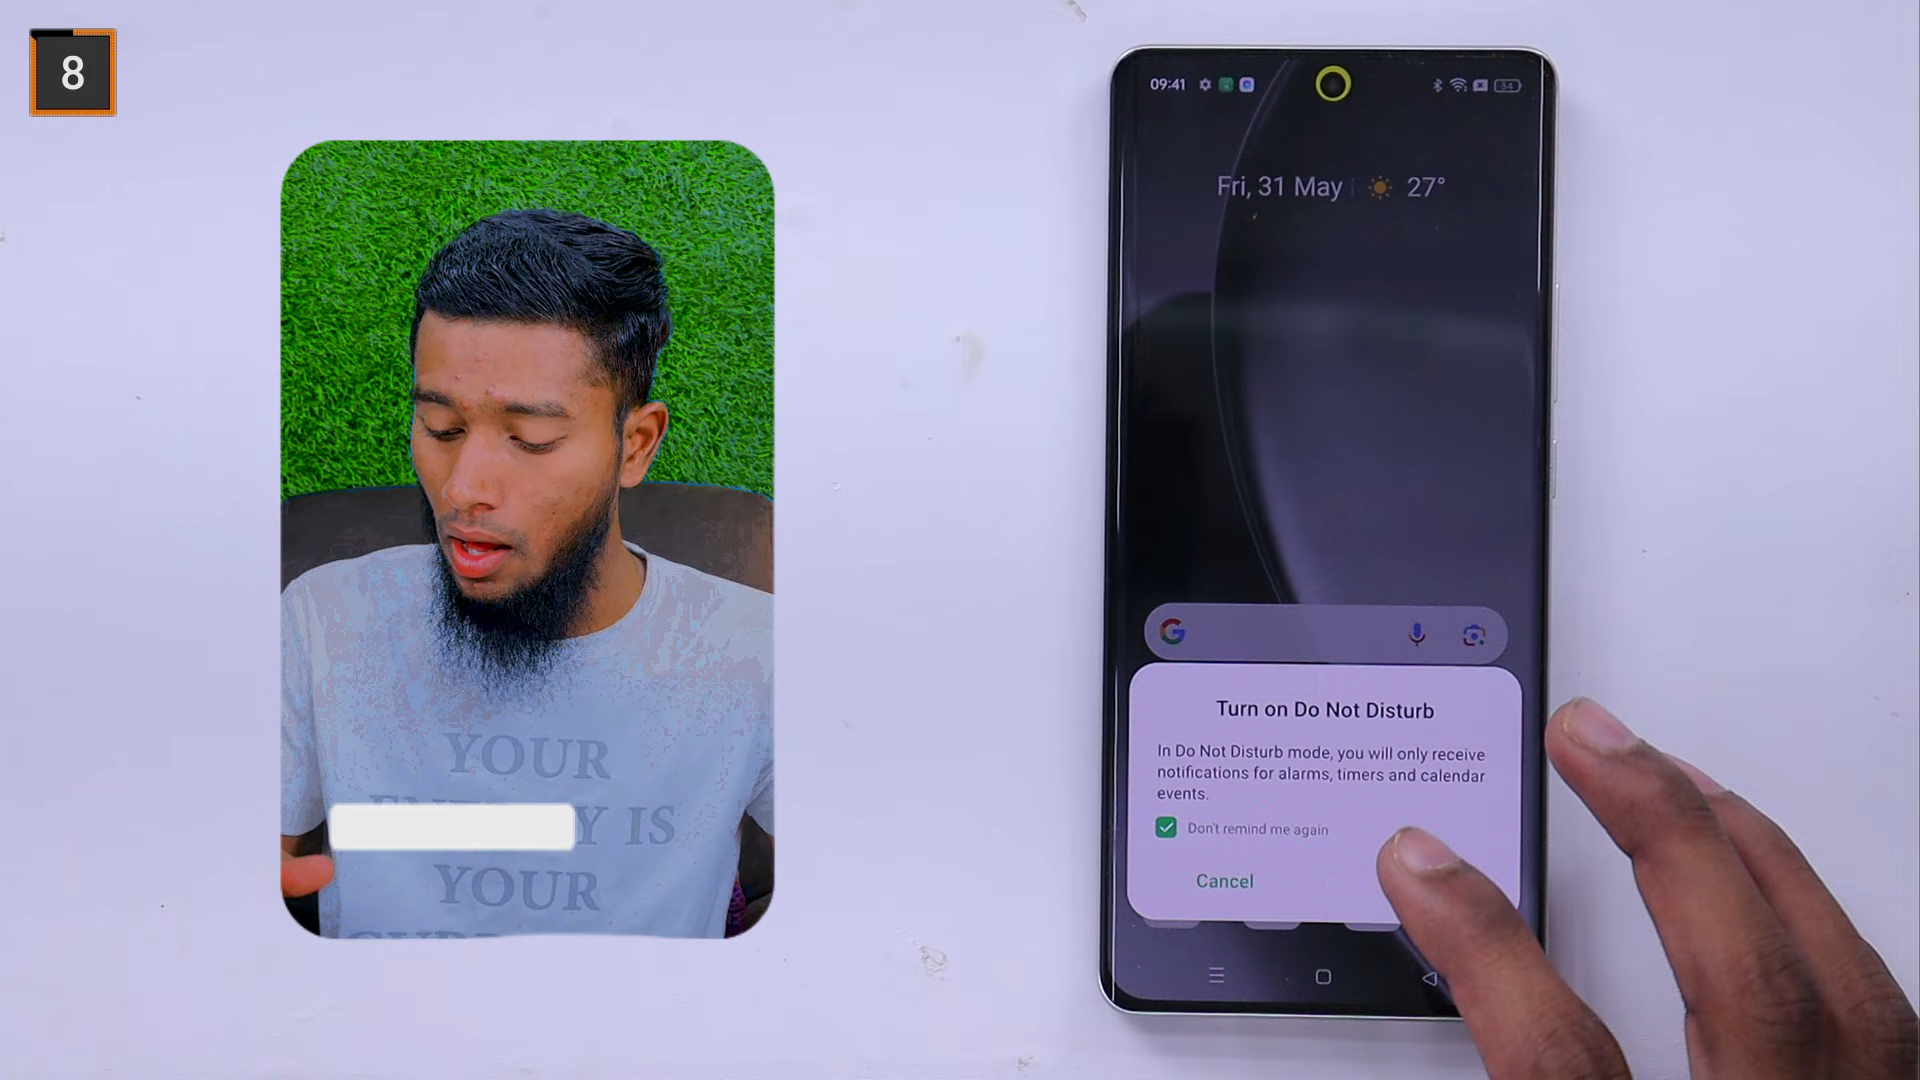 8
09:41
34
Fri, 31 May 27°
Turn on Do Not Disturb
In Do Not Disturb mode, you will only receive
notifications for alarms, timers and calendar
events.
Don't remind me again
Cancel
YOUR
Y IS
YOUR